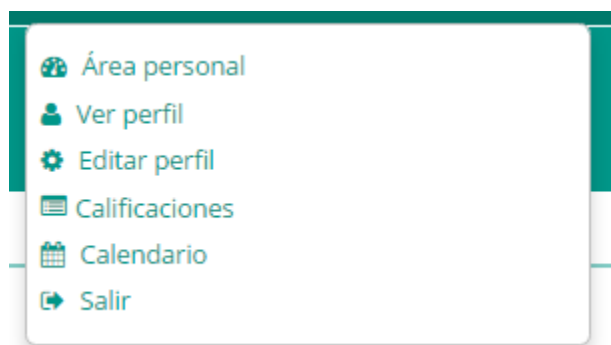 Área personal
Ver perfil
Editar perfil
Calificaciones
Calendario
Salir